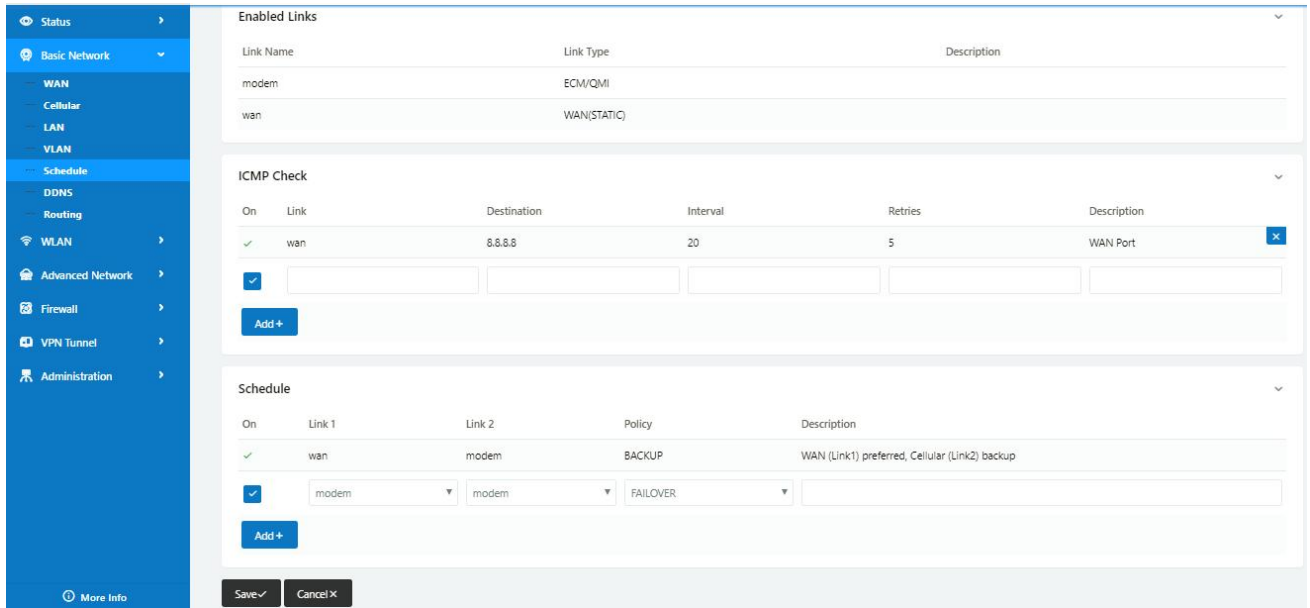 Status
Basic Network
WAN
Cellular
LAN
VLAN
Schedule
DDNS
Routing
WLAN
Advanced Network
Firewall
VPN Tunnel
Administration
More Info
Enabled Links
Link Name Link Type Description
modem ECM/QMI
wan WAN(STATIC)
ICMP Check
On Link Destination Interval Retries Description
wan 8.8.8.8 20 5 WAN Port
Add+
Schedule
On Link 1 Link 2 Policy Description
wan modem BACKUP WAN (Link1) preferred, Cellular (Link2) backup
modem modem FAILOVER
Add+
Save Cancel